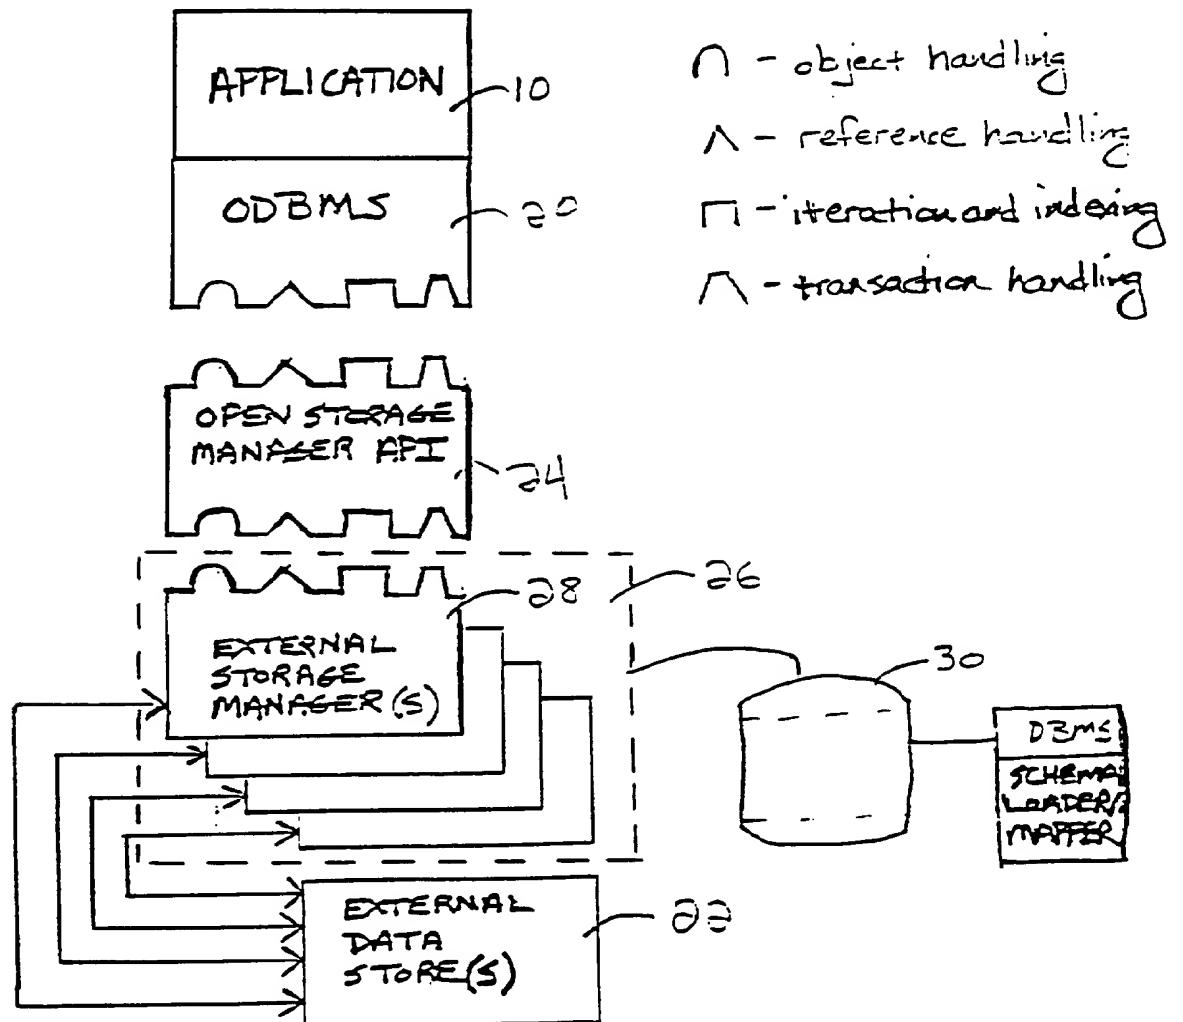 APPLICATION
10
ODBMS
20
∩ - object handling
∧ - reference handling
⊓ - iteration and indexing
/‾\ - transaction handling
OPEN STORAGE
MANAGER API
24
26
28
EXTERNAL
STORAGE
MANAGER(S)
30
DBMS
SCHEMA
LOADER/
MAPPER
EXTERNAL
DATA
STORE(S)
22